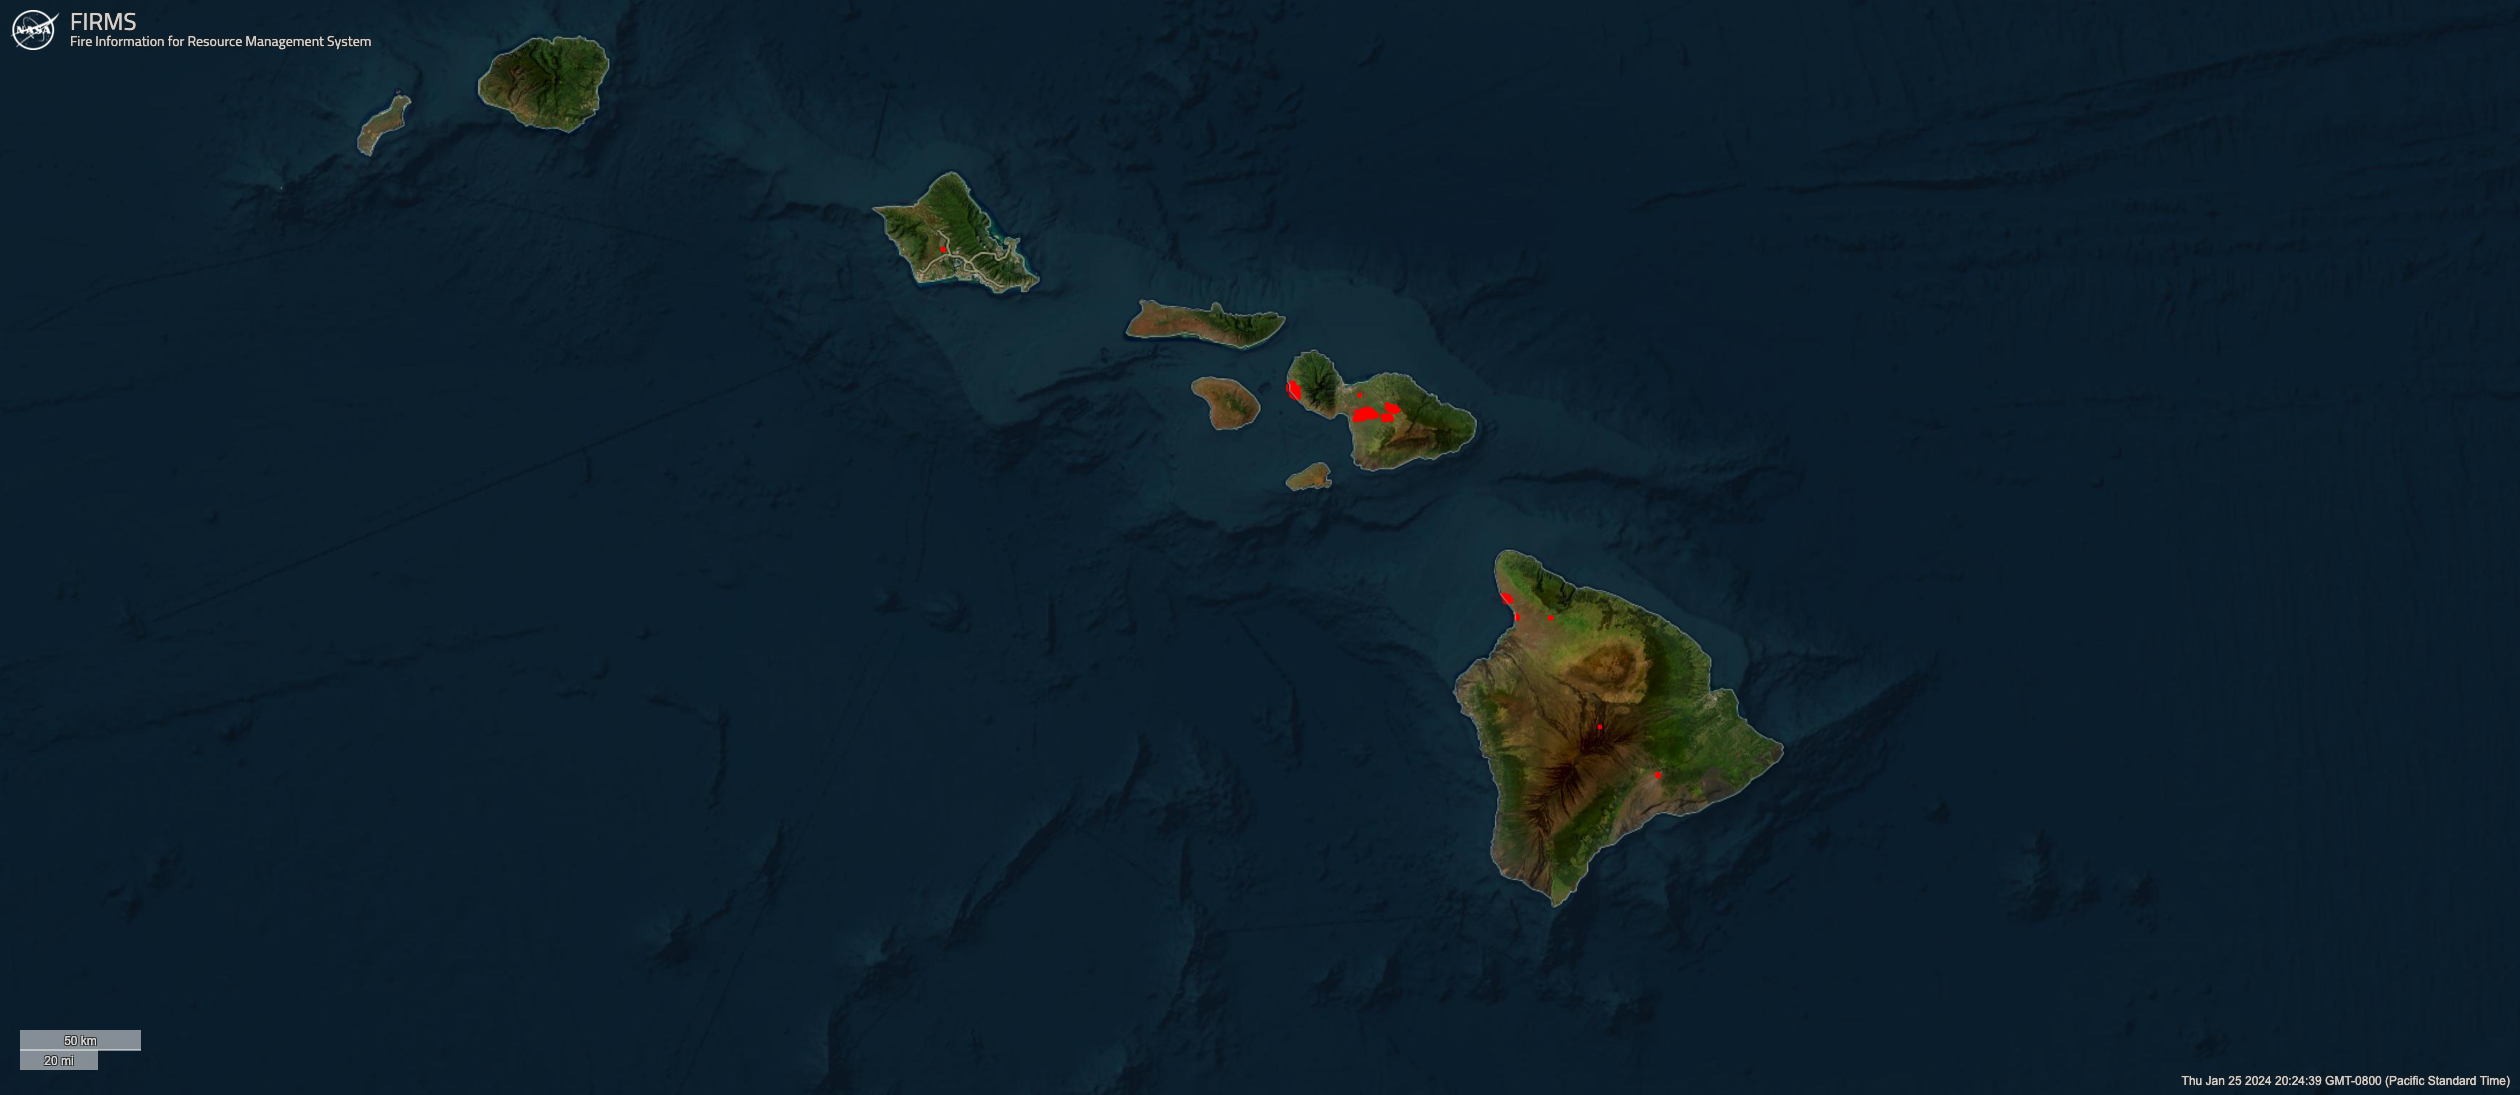 NASA
FIRMS
Fire Information for Resource Management System
50 km
20 mi
Thu Jan 25 2024 20:24:39 GMT-0800 (Pacific Standard Time)